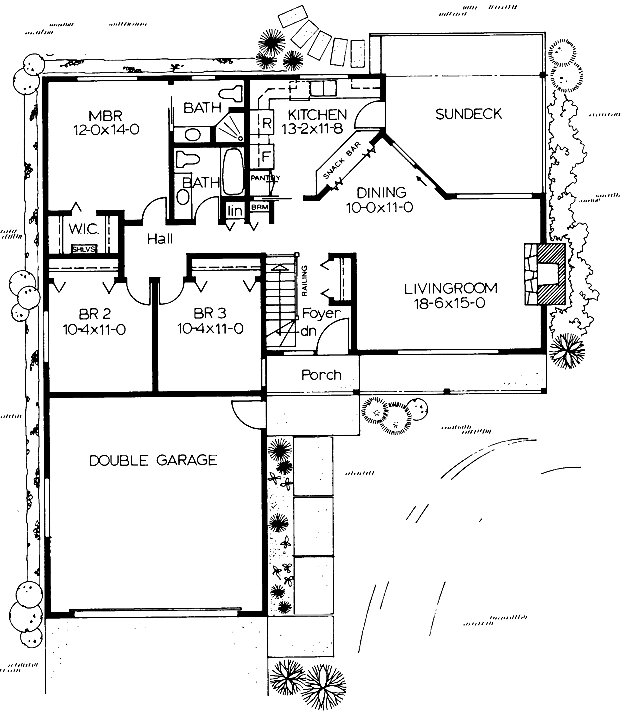 MBR
12-0x14-0
BATH
KITCHEN
13-2x11-8
R
F
SUNDECK
SNACK BAR
BATH
PANTRY
DINING
10-0x11-0
lin
BRM
W.I.C.
SHLVS
Hall
LIVINGROOM
18-6x15-0
RAILING
BR 2
10-4x11-0
BR 3
10-4x11-0
Foyer
dn
Porch
DOUBLE GARAGE